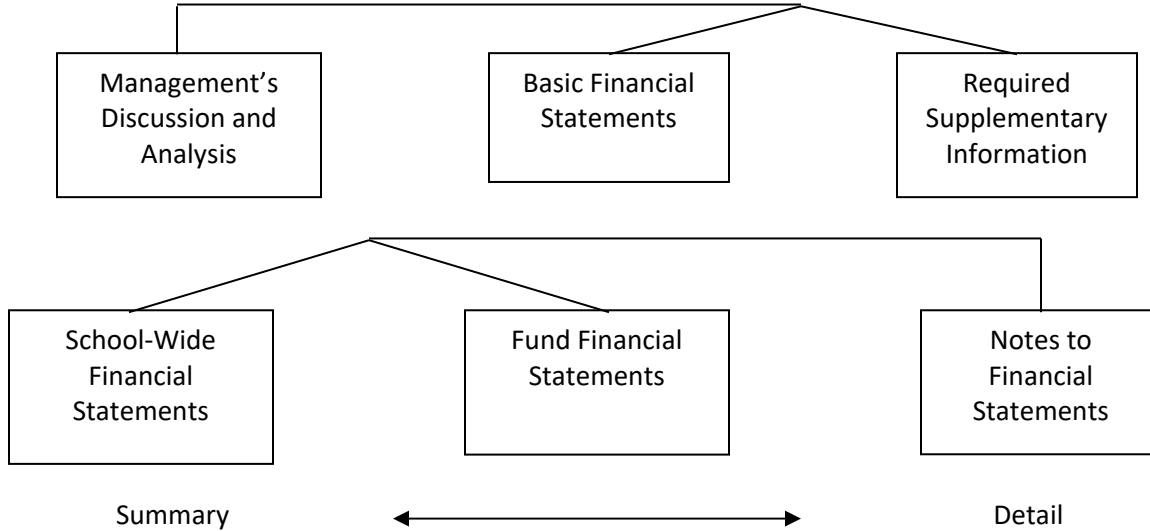 Management’s
Discussion and
Analysis
Basic Financial
Statements
Required
Supplementary
Information
School-Wide
Financial
Statements
Fund Financial
Statements
Notes to
Financial
Statements
Summary
Detail